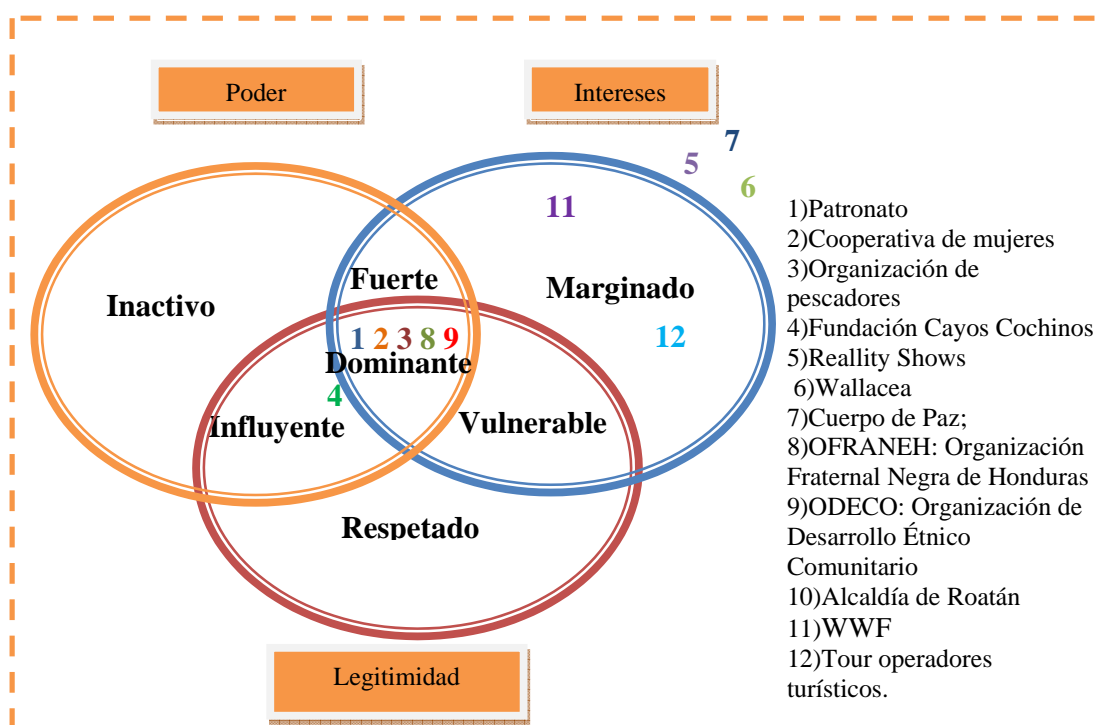 Poder
Intereses
7
5
6
11
Fuerte
Inactivo
Marginado
1 2 3 8 9
12
Dominante
4
Influyente
Vulnerable
Respetado
Legitimidad
1)Patronato
2)Cooperativa de mujeres
3)Organización de
pescadores
4)Fundación Cayos Cochinos
5)Reallity Shows
6)Wallacea
7)Cuerpo de Paz;
8)OFRANEH: Organización
Fraternal Negra de Honduras
9)ODECO: Organización de
Desarrollo Étnico
Comunitario
10)Alcaldía de Roatán
11)WWF
12)Tour operadores
turísticos.